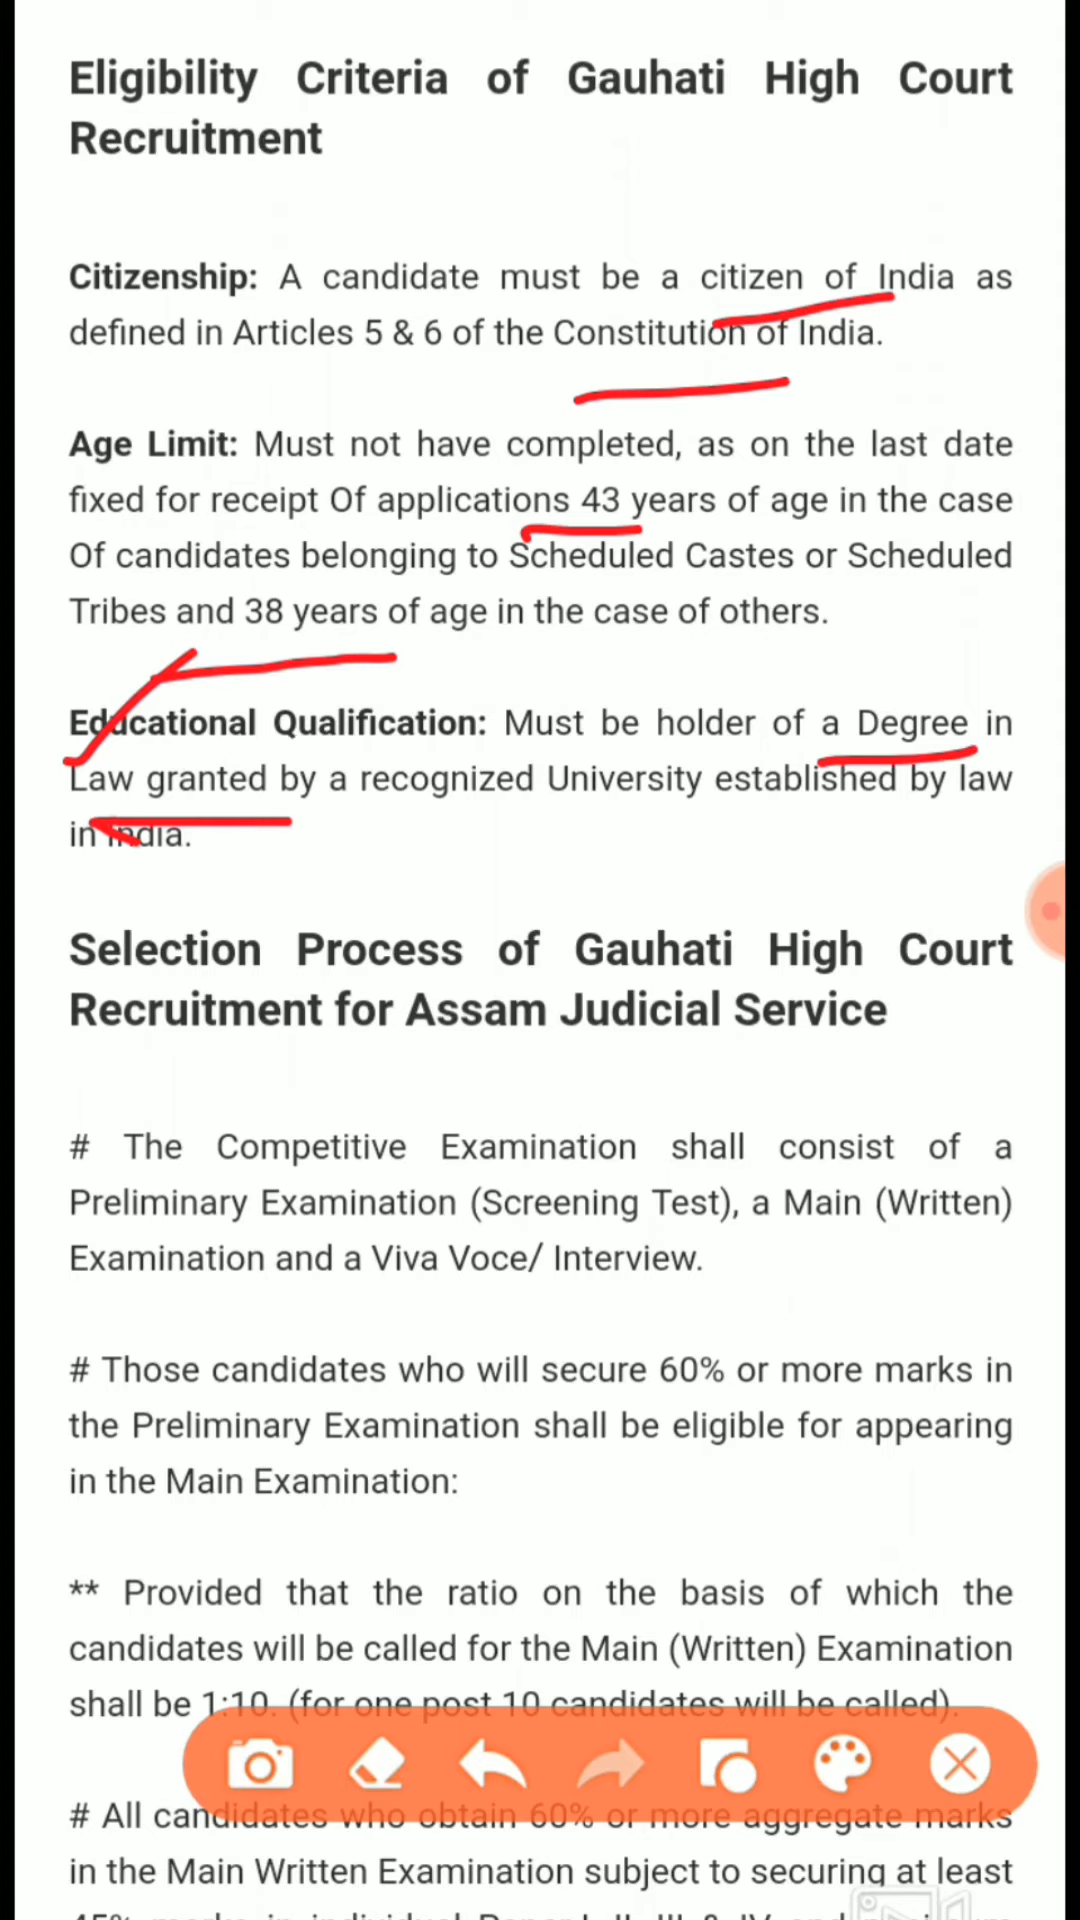 Eligibility Criteria of Gauhati High Court
Recruitment
Citizenship: A candidate must be a citizen of India as
defined in Articles 5 & 6 of the Constitution of India.
Age Limit: Must not have completed, as on the last date
fixed for receipt Of applications 43 years of age in the case
Of candidates belonging to Scheduled Castes or Scheduled
Tribes and 38 years of age in the case of others.
Educational Qualification: Must be holder of a Degree in
Law granted by a recognized University established by law
in India.
Selection Process of Gauhati High Court
Recruitment for Assam Judicial Service
# The Competitive Examination shall consist of a
Preliminary Examination (Screening Test), a Main (Written)
Examination and a Viva Voce/ Interview.
# Those candidates who will secure 60% or more marks in
the Preliminary Examination shall be eligible for appearing
in the Main Examination:
** Provided that the ratio on the basis of which the
candidates will be called for the Main (Written) Examination
shall be 1:10. (for one post 10 candidates will be called).
# All candidates who obtain 60% or more aggregate marks
in the Main Written Examination subject to securing at least